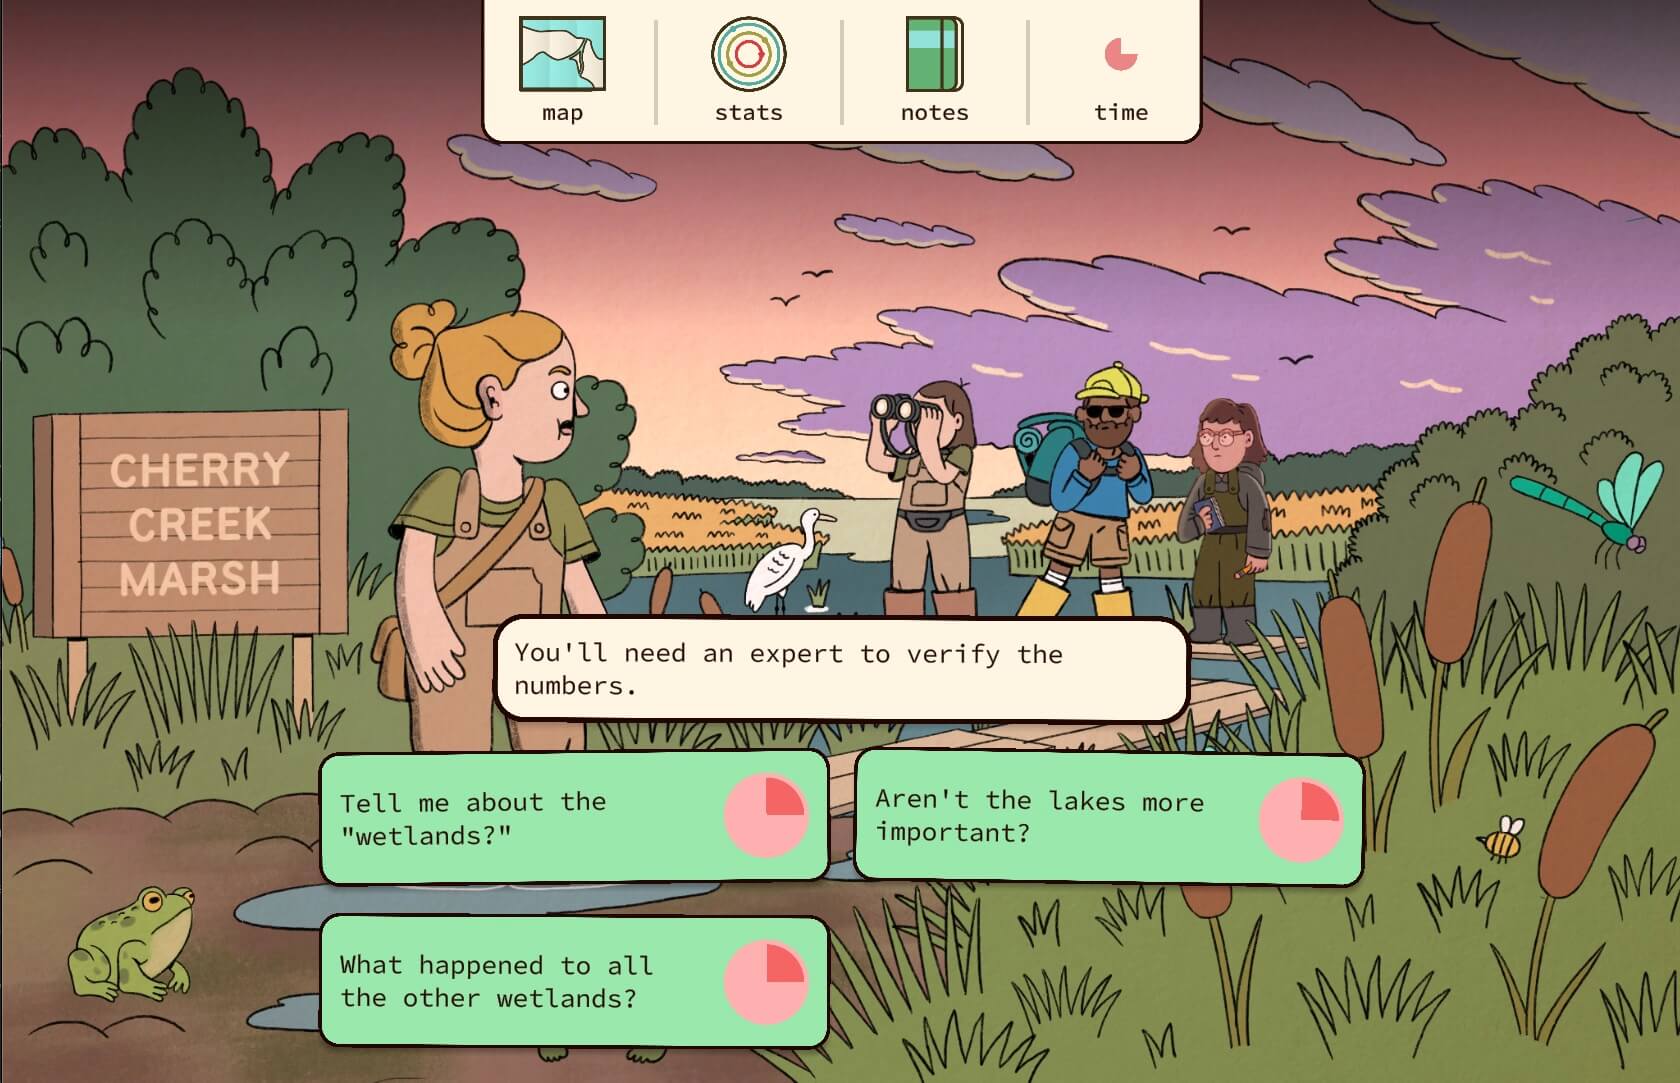 map
stats
notes
time
CHERRY
CREEK
MARSH
You'll need an expert to verify the
numbers.
Tell me about the
"wetlands?"
Aren't the lakes more
important?
What happened to all
the other wetlands?